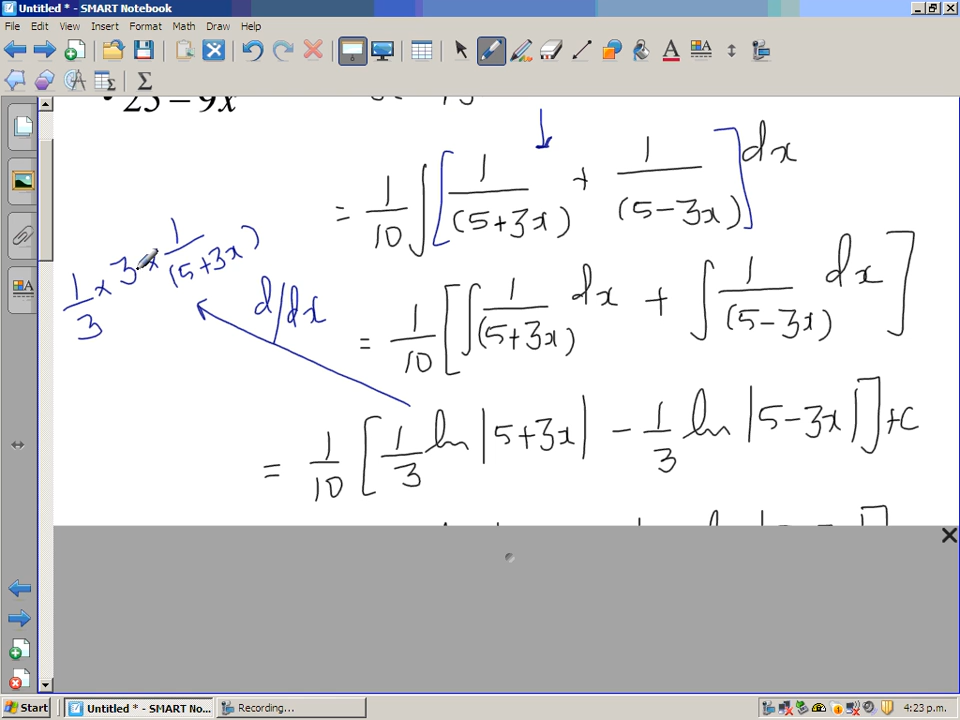 Untitled * - SMART Notebook
File Edit View Insert Format Math Draw Help
25 – 9x
= 1/10 ∫ [ 1/(5+3x) + 1/(5-3x) ] dx
1/3 × 3 × 1/(5+3x)
d/dx
= 1/10 [ ∫ 1/(5+3x) dx + ∫ 1/(5-3x) dx ]
= 1/10 [ 1/3 ln |5+3x| - 1/3 ln |5-3x| ] + c
Start
Untitled * - SMART No...
Recording...
4:23 p.m.